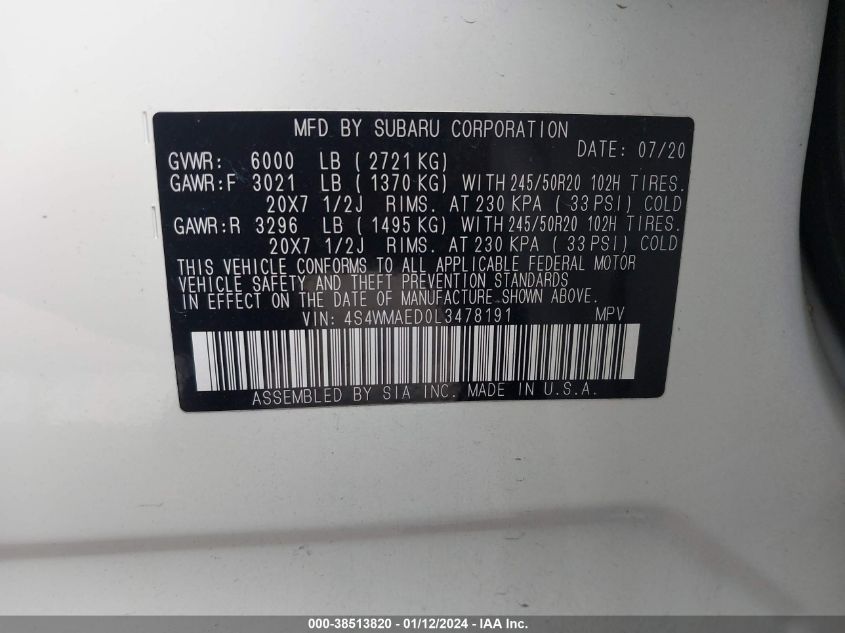 MFD BY SUBARU CORPORATION
DATE: 07/20
GVWR: 6000 LB ( 2721 KG)
GAWR:F 3021 LB ( 1370 KG) WITH 245/50R20 102H TIRES.
20X7 1/2J RIMS. AT 230 KPA ( 33 PSI) COLD
GAWR:R 3296 LB ( 1495 KG) WITH 245/50R20 102H TIRES.
20X7 1/2J RIMS. AT 230 KPA ( 33 PSI) COLD
THIS VEHICLE CONFORMS TO ALL APPLICABLE FEDERAL MOTOR
VEHICLE SAFETY AND THEFT PREVENTION STANDARDS
IN EFFECT ON THE DATE OF MANUFACTURE SHOWN ABOVE.
VIN: 4S4WMAED0L3478191 MPV
ASSEMBLED BY SIA INC. MADE IN U.S.A.
000-38513820 - 01/12/2024 - IAA Inc.